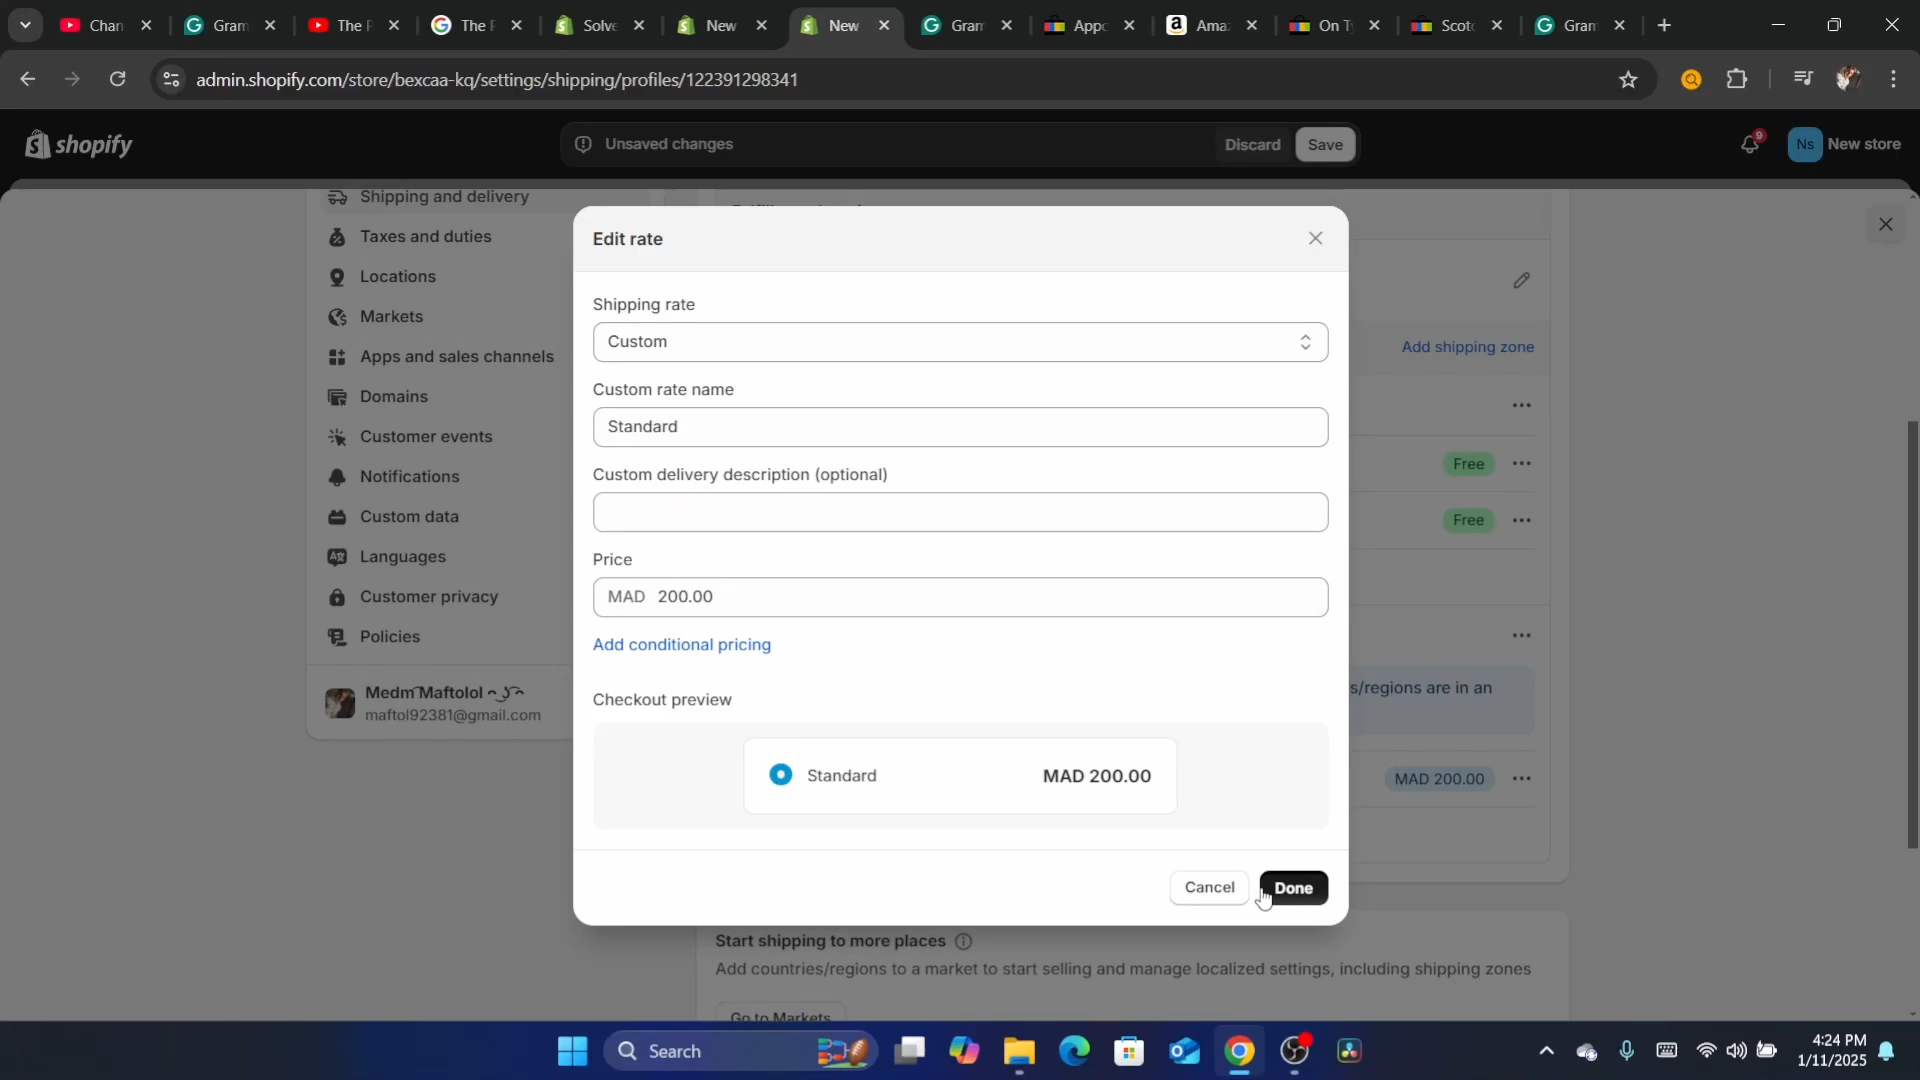 Chan
Gram
The F
The F
Solve
New
New
Gram
Appo
Ama
On T
Scot
Gram
admin.shopify.com/store/bexcaa-kq/settings/shipping/profiles/122391298341
shopify
Unsaved changes
Discard
Save
9
Ns
New store
Shipping and delivery
Taxes and duties
Locations
Markets
Apps and sales channels
Domains
Customer events
Notifications
Custom data
Languages
Customer privacy
Policies
maftol92381@gmail.com
Edit rate
Shipping rate
Custom
Custom rate name
Standard
Custom delivery description (optional)
Price
MAD 200.00
Add conditional pricing
Checkout preview
Standard
MAD 200.00
Cancel
Done
Add shipping zone
Free
Free
s/regions are in an
MAD 200.00
Start shipping to more places
Add countries/regions to a market to start selling and manage localized settings, including shipping zones
Go to Markets
Search
4:24 PM
1/11/2025